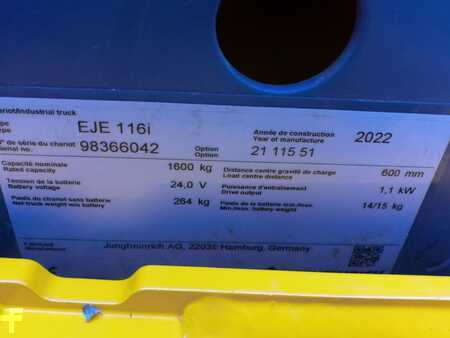 ariot/Industrial truck
ype
ype
EJE 116i
Année de construction
Year of manufacture
2022
N° de série du chariot
Serial no.
98366042
Option
Option
21 115 51
Capacité nominale
Rated capacity
1600 kg
Distance centre gravité de charge
Load centre distance
600 mm
Tension de la batterie
Battery voltage
24,0 V
Puissance d'entraînement
Drive output
1,1 kW
Poids du chariot sans batterie
Net truck weight w/o battery
264 kg
Poids de la batterie min./max.
Min./max. battery weight
14/15 kg
Jungheinrich AG, 22039 Hamburg, Germany